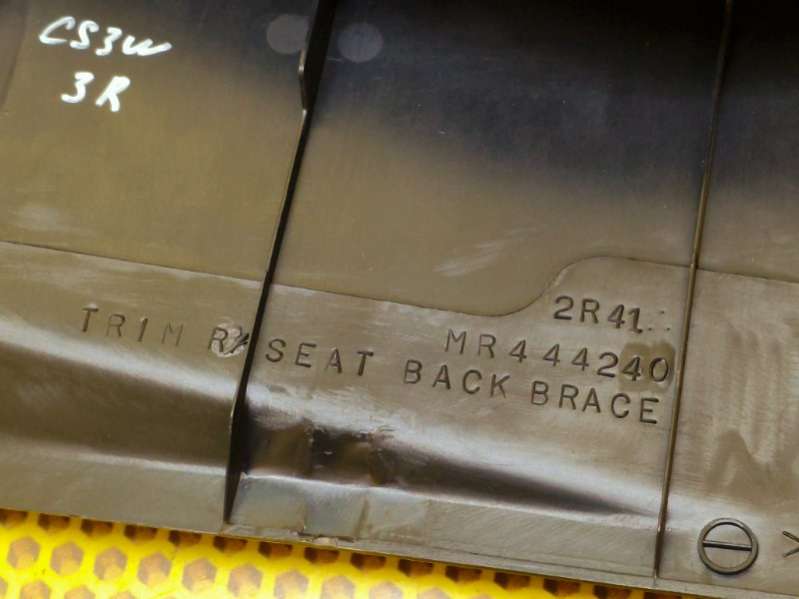 CS3W
3R
2R41
MR444240
TRIM R/SEAT BACK BRACE